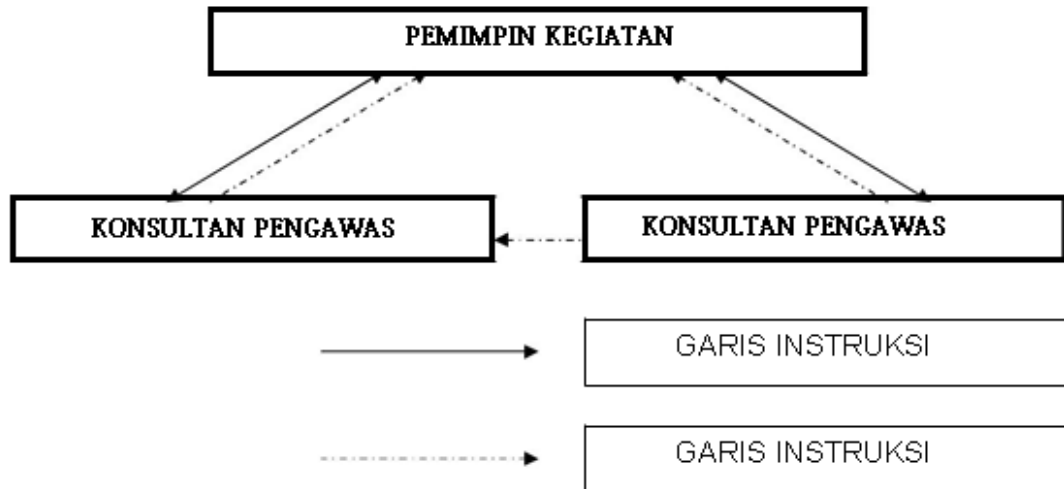 PEMIMPIN KEGIATAN
KONSULTAN PENGAWAS
KONSULTAN PENGAWAS
GARIS INSTRUKSI
GARIS INSTRUKSI